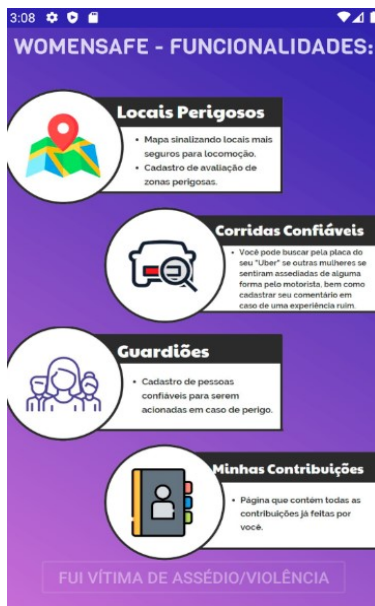 3:08
WOMENSAFE - FUNCIONALIDADES:
Locais Perigosos
• Mapa sinalizando locais mais
seguros para locomoção.
• Cadastro de avaliação de
zonas perigosas.
Corridas Confiáveis
• Você pode buscar pela placa do
seu "Uber" se outras mulheres se
sentiram assediadas de alguma
forma pelo motorista, bem como
cadastrar seu comentário em
caso de uma experiência ruim.
Guardiões
• Cadastro de pessoas
confiáveis para serem
acionadas em caso de perigo.
Minhas Contribuições
• Página que contém todas as
contribuições já feitas por
você.
FUI VÍTIMA DE ASSÉDIO/VIOLÊNCIA